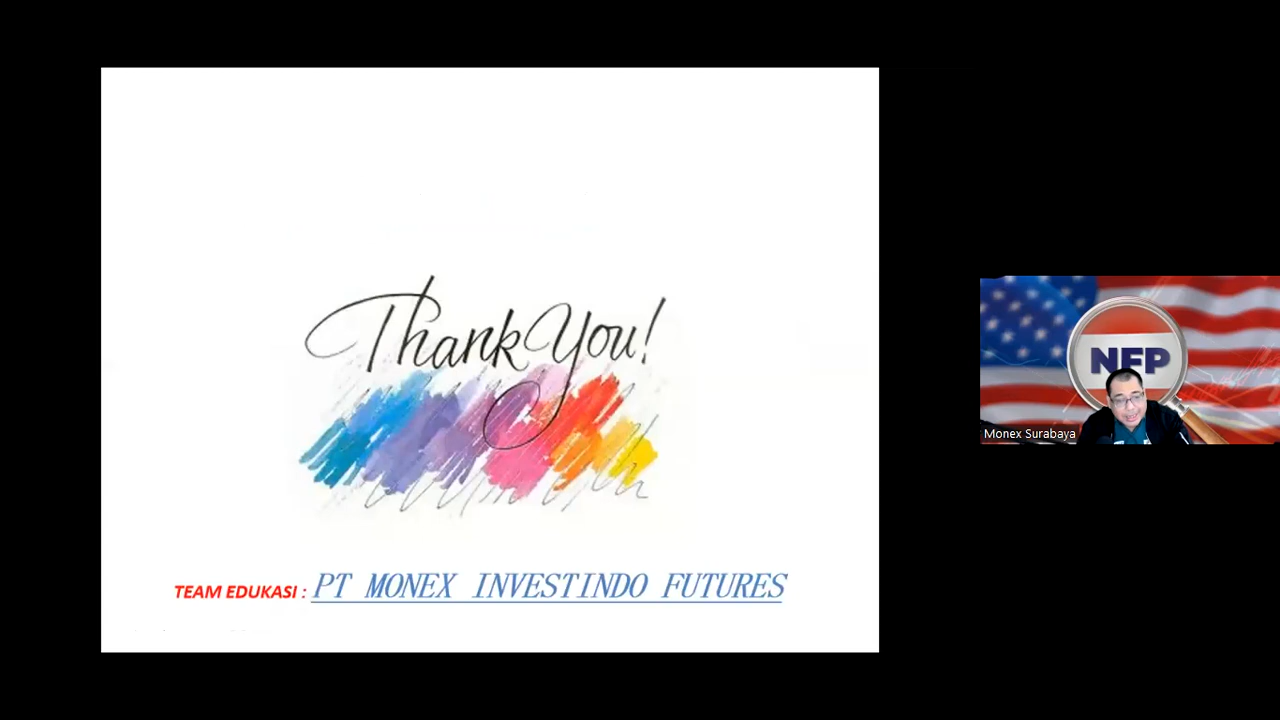 Thank You!
TEAM EDUKASI : PT MONEX INVESTINDO FUTURES
NFP
Monex Surabaya